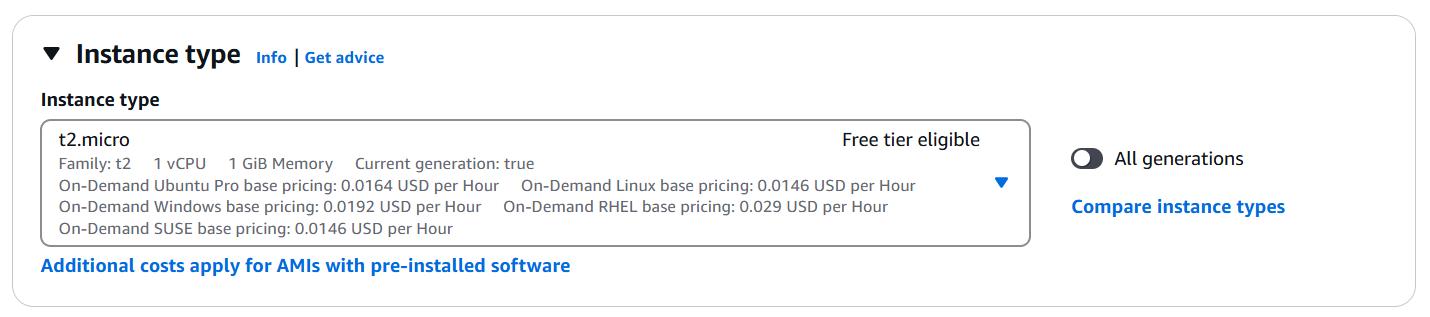 Instance type Info | Get advice
Instance type
t2.micro Free tier eligible
Family: t2 1 vCPU 1 GiB Memory Current generation: true
On-Demand Ubuntu Pro base pricing: 0.0164 USD per Hour On-Demand Linux base pricing: 0.0146 USD per Hour
On-Demand Windows base pricing: 0.0192 USD per Hour On-Demand RHEL base pricing: 0.029 USD per Hour
On-Demand SUSE base pricing: 0.0146 USD per Hour
All generations
Compare instance types
Additional costs apply for AMIs with pre-installed software